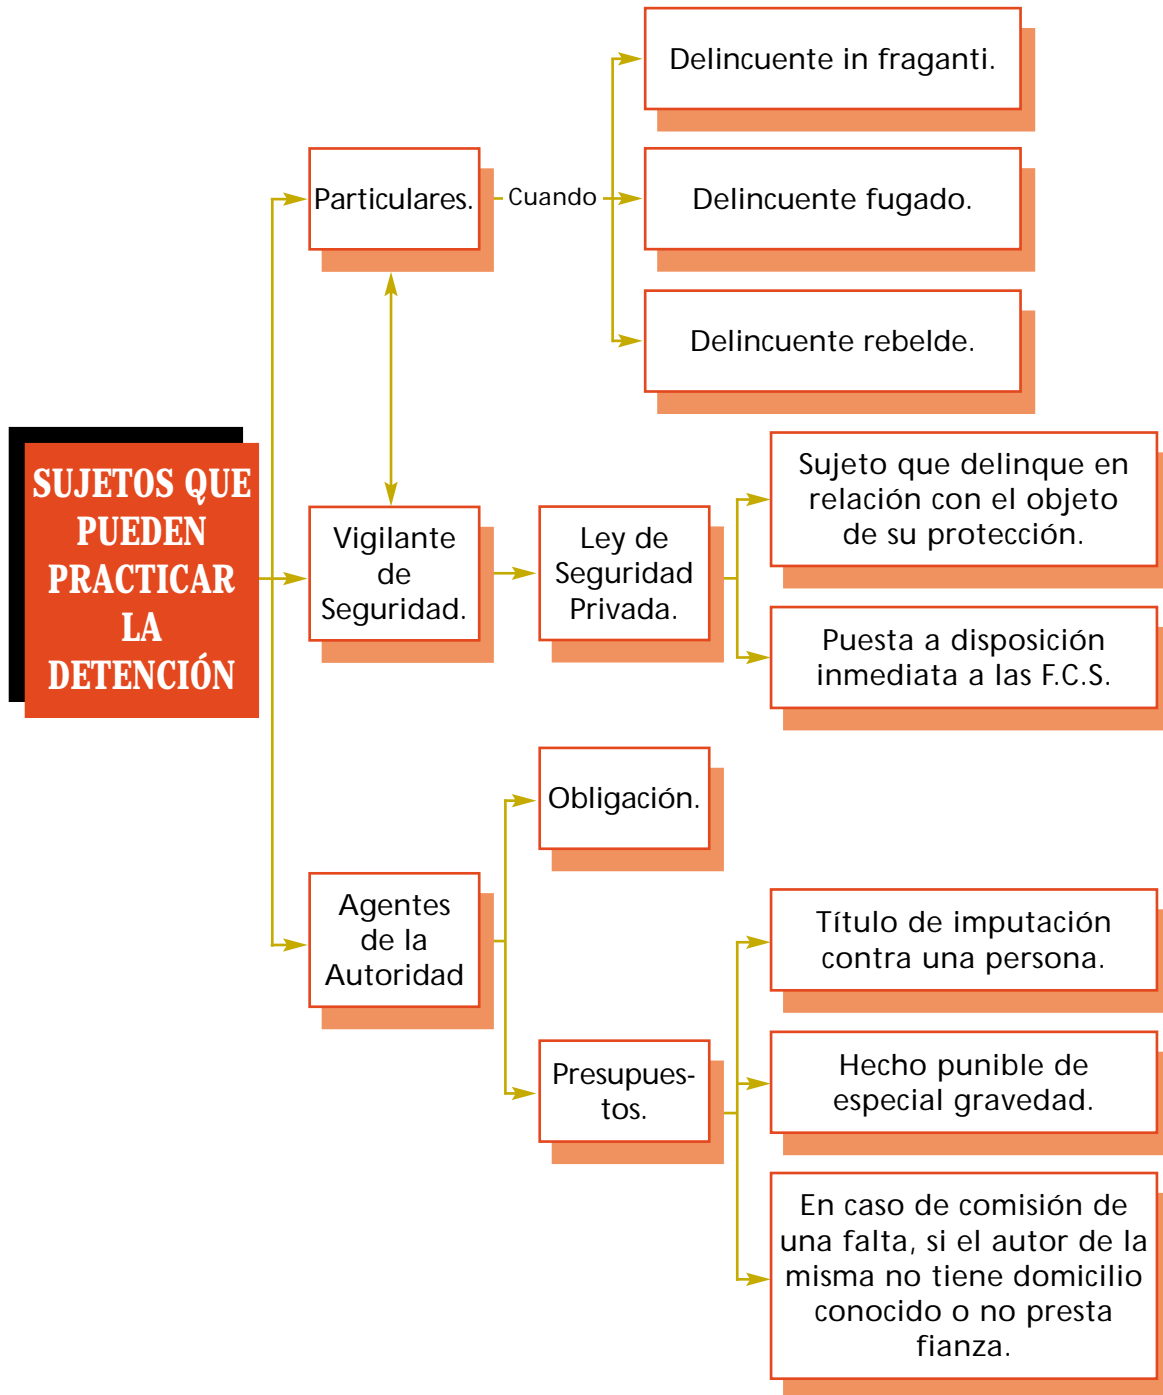 SUJETOS QUE
PUEDEN
PRACTICAR
LA
DETENCIÓN
Particulares.
Cuando
Delincuente in fraganti.
Delincuente fugado.
Delincuente rebelde.
Vigilante
de
Seguridad.
Ley de
Seguridad
Privada.
Sujeto que delinque en
relación con el objeto
de su protección.
Puesta a disposición
inmediata a las F.C.S.
Agentes
de la
Autoridad
Obligación.
Presupues-
tos.
Título de imputación
contra una persona.
Hecho punible de
especial gravedad.
En caso de comisión de
una falta, si el autor de la
misma no tiene domicilio
conocido o no presta
fianza.